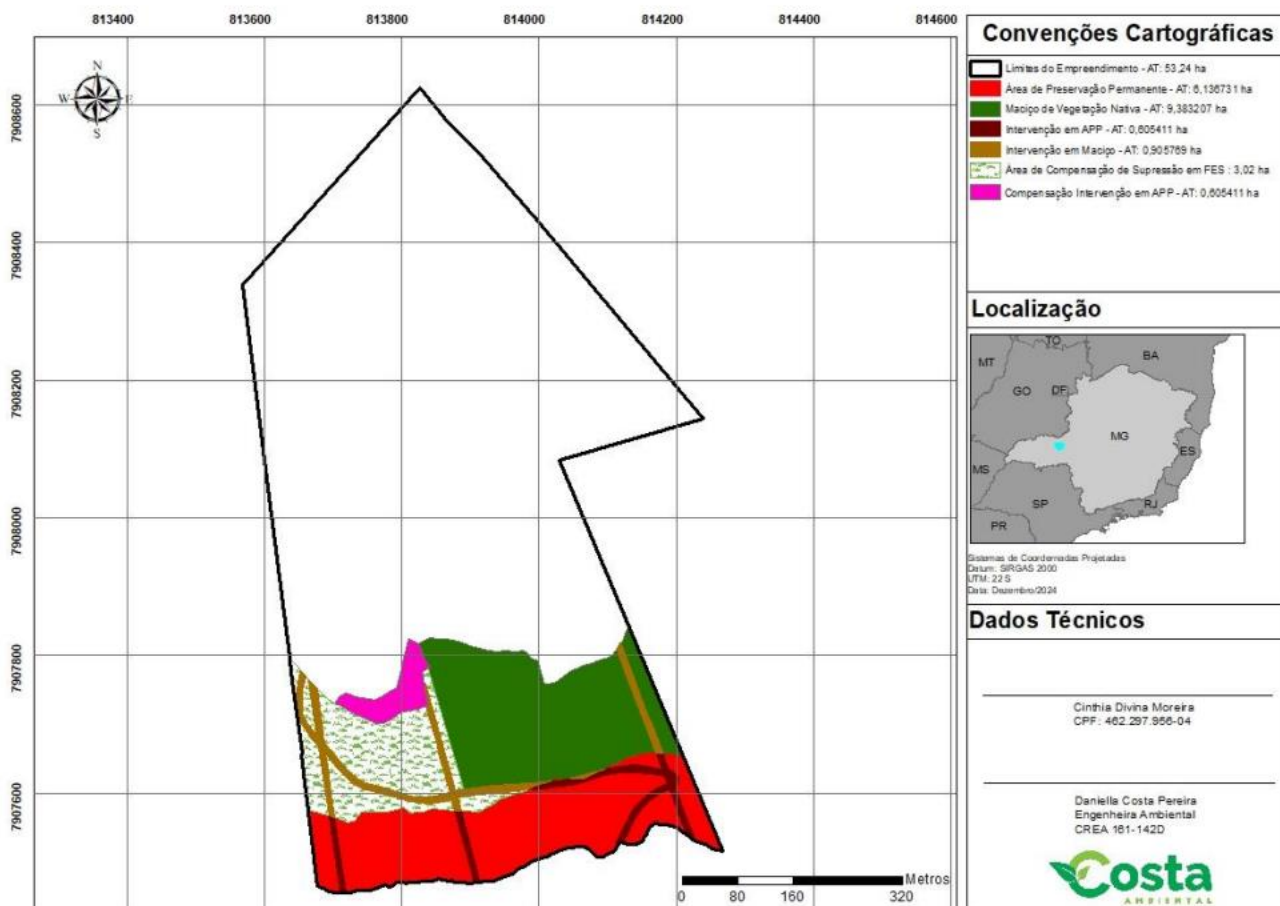 813400 813600 813800 814000 814200 814400 814600
7908600
7908400
7908200
7908000
7907800
7907600
N
W E
S
Metros
0 80 160 320
Convenções Cartográficas
Limites do Empreendimento - AT: 53,24 ha
Área de Preservação Permanente - AT: 6,136731 ha
Maciço de Vegetação Nativa - AT: 9,383207 ha
Intervenção em APP - AT: 0,605411 ha
Intervenção em Maciço - AT: 0,905769 ha
Área de Compensação de Supressão em FES : 3,02 ha
Compensação Intervenção em APP - AT: 0,605411 ha
Localização
TO
MT BA
GO DF
MG
ES
MS
SP RJ
PR
Sistemas de Coordernadas Projetadas
Datum: SIRGAS 2000
UTM: 22 S
Data: Dezembro/2024
Dados Técnicos
Cinthia Divina Moreira
CPF: 462.297.956-04
Daniella Costa Pereira
Engenheira Ambiental
CREA 161-142D
Costa
AMBIENTAL